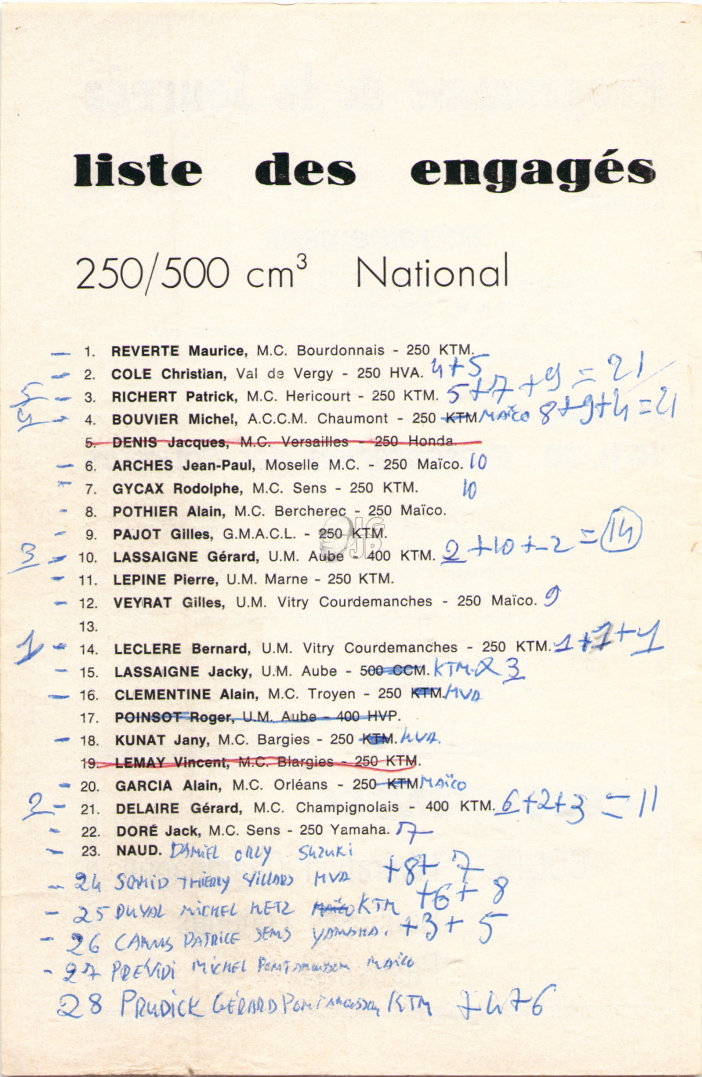 liste des engagés
250/500 cm³ National
— 1. REVERTE Maurice, M.C. Bourdonnais - 250 KTM.
— 2. COLE Christian, Val de Vergy - 250 HVA. 4+5
5 — 3. RICHERT Patrick, M.C. Hericourt - 250 KTM. 5+7+9=21
4 — 4. BOUVIER Michel, A.C.C.M. Chaumont - 250 KTM MAÏCO 8+9+4=21
5. DENIS Jacques, M.C. Versailles - 250 Honda.
— 6. ARCHES Jean-Paul, Moselle M.C. - 250 Maïco. 10
— 7. GYCAX Rodolphe, M.C. Sens - 250 KTM. 10
— 8. POTHIER Alain, M.C. Bercherec - 250 Maïco.
— 9. PAJOT Gilles, G.M.A.C.L. - 250 KTM.
3 — 10. LASSAIGNE Gérard, U.M. Aube - 400 KTM. 2+10+2=14
— 11. LEPINE Pierre, U.M. Marne - 250 KTM.
— 12. VEYRAT Gilles, U.M. Vitry Courdemanches - 250 Maïco. 9
13.
1 — 14. LECLERE Bernard, U.M. Vitry Courdemanches - 250 KTM. 1+1+1
— 15. LASSAIGNE Jacky, U.M. Aube - 500 CCM. KTM 3
— 16. CLEMENTINE Alain, M.C. Troyen - 250 KTM. HVA
17. POINSOT Roger, U.M. Aube - 400 HVP.
— 18. KUNAT Jany, M.C. Bargies - 250 KTM. HVA.
19. LEMAY Vincent, M.C. Blargies - 250 KTM.
— 20. GARCIA Alain, M.C. Orléans - 250 KTM MAÏCO
2 — 21. DELAIRE Gérard, M.C. Champignolais - 400 KTM. 6+2+3=11
— 22. DORÉ Jack, M.C. Sens - 250 Yamaha. 7
— 23. NAUD. DANIEL ORLY SUZUKI
— 24 SCHID THIERRY VILLARS HVA +8+7
— 25 DUVAL MICHEL METZ MAÏCO KTM +6+8
— 26 CAMUS PATRICE SENS YAMAHA. +3+5
— 27 PREVIDI MICHEL MAÏCO
28 PRUDICK GÉRARD KTM 7+4+6